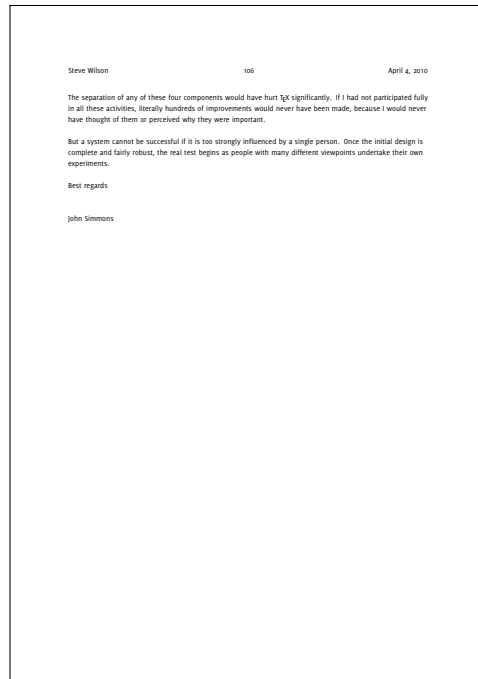 Steve Wilson 106 April 4, 2010
The separation of any of these four components would have hurt TEX significantly. If I had not participated fully
in all these activities, literally hundreds of improvements would never have been made, because I would never
have thought of them or perceived why they were important.
But a system cannot be successful if it is too strongly influenced by a single person. Once the initial design is
complete and fairly robust, the real test begins as people with many different viewpoints undertake their own
experiments.
Best regards
John Simmons